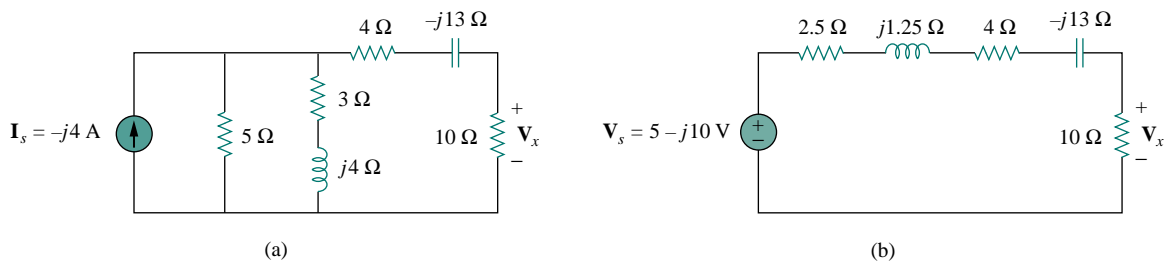 4 Ω
−j13 Ω
I_s = −j4 A
5 Ω
3 Ω
j4 Ω
10 Ω
+
V_x
−
(a)
2.5 Ω
j1.25 Ω
4 Ω
−j13 Ω
V_s = 5 − j10 V
+
−
10 Ω
+
V_x
−
(b)